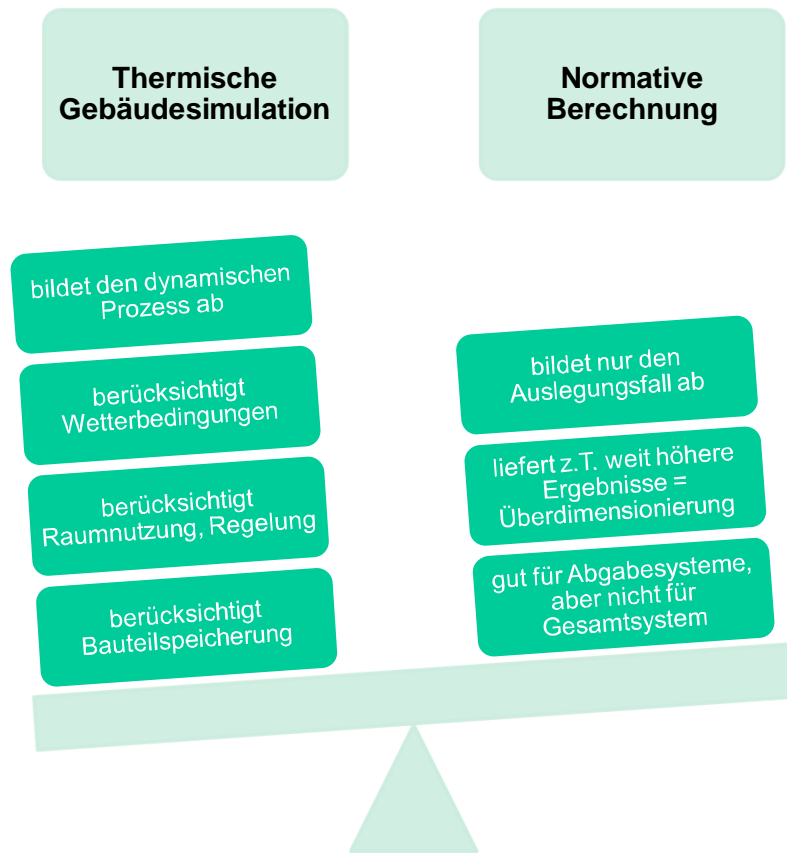 Thermische
Gebäudesimulation
Normative
Berechnung
bildet den dynamischen
Prozess ab
berücksichtigt
Wetterbedingungen
berücksichtigt
Raumnutzung, Regelung
berücksichtigt
Bauteilspeicherung
bildet nur den
Auslegungsfall ab
liefert z.T. weit höhere
Ergebnisse =
Überdimensionierung
gut für Abgabesysteme,
aber nicht für
Gesamtsystem